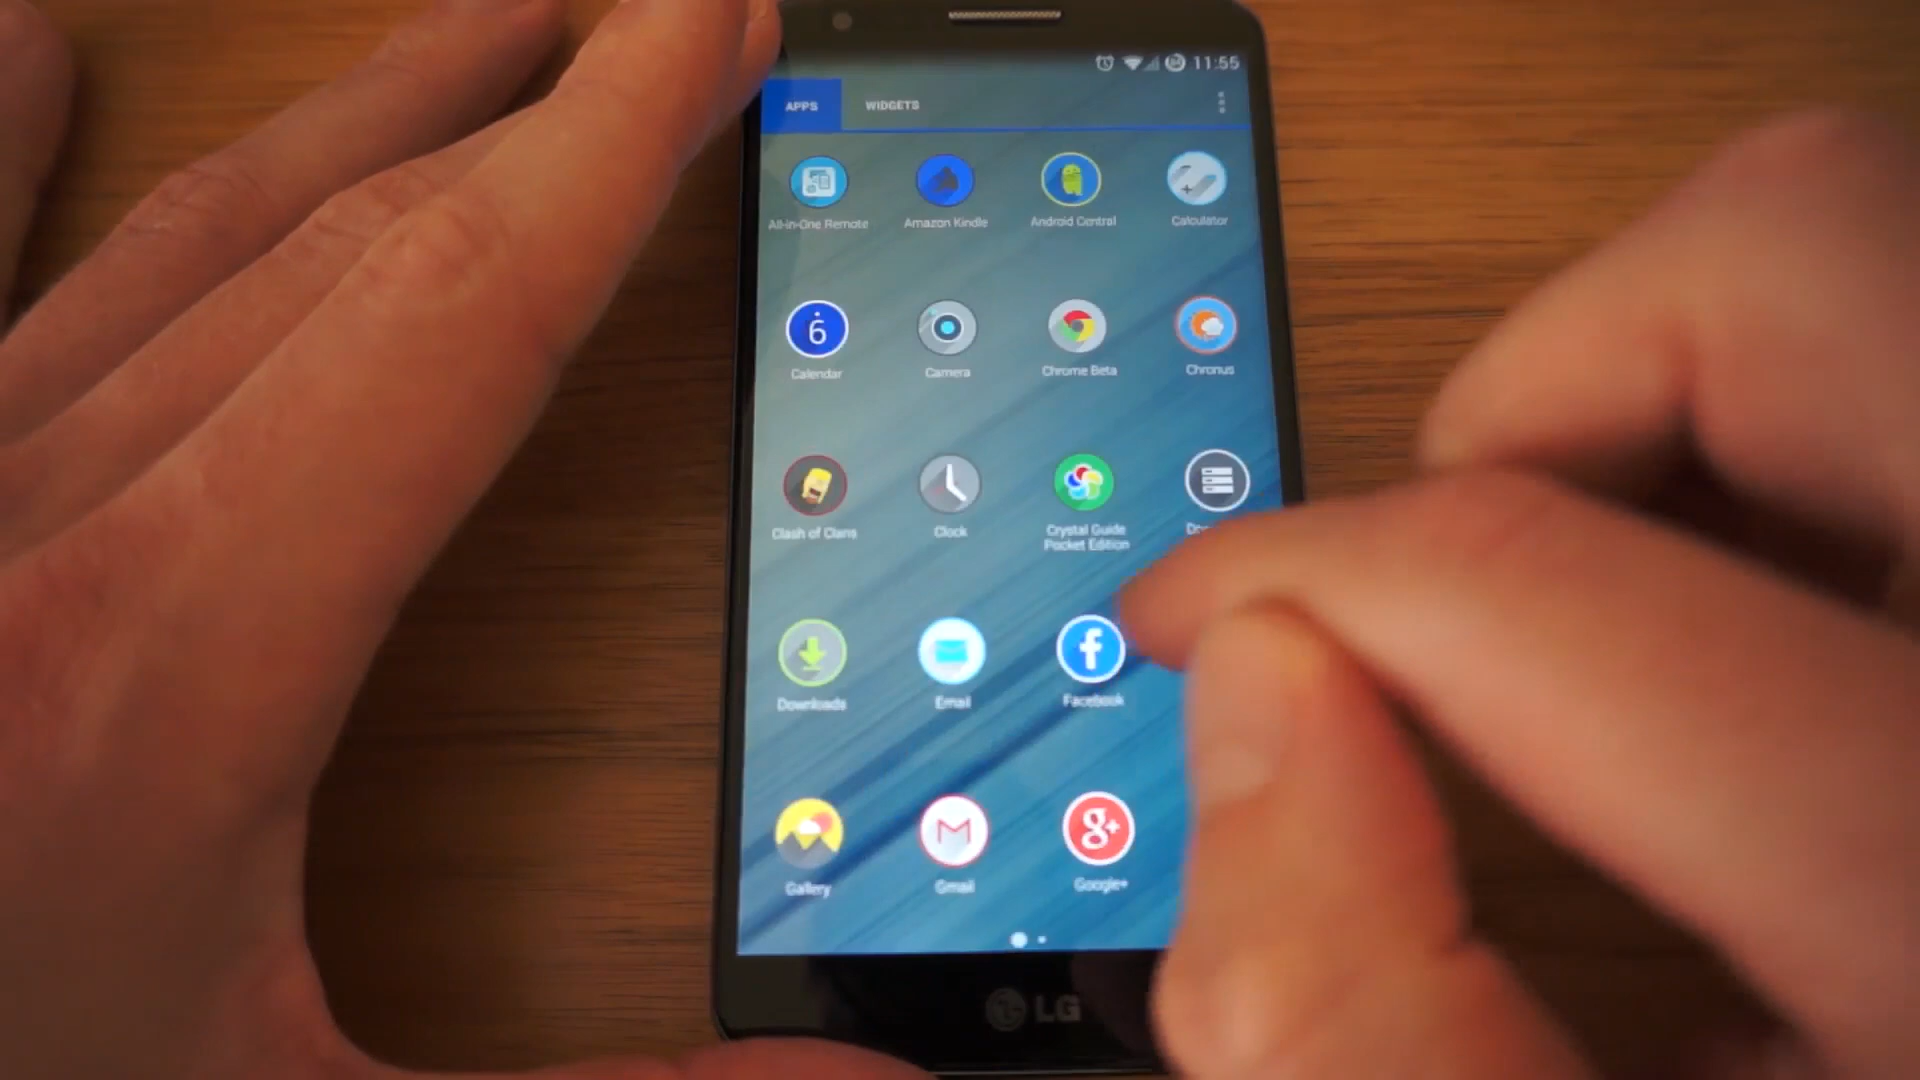 11:55
APPS WIDGETS
All-in-One Remote Amazon Kindle Android Central Calculator
6
Calendar Camera Chrome Beta Chronus
Clash of Clans Clock Crystal Guide
Pocket Edition
f
Downloads Email Facebook
g+
Gallery Gmail Google+
LG